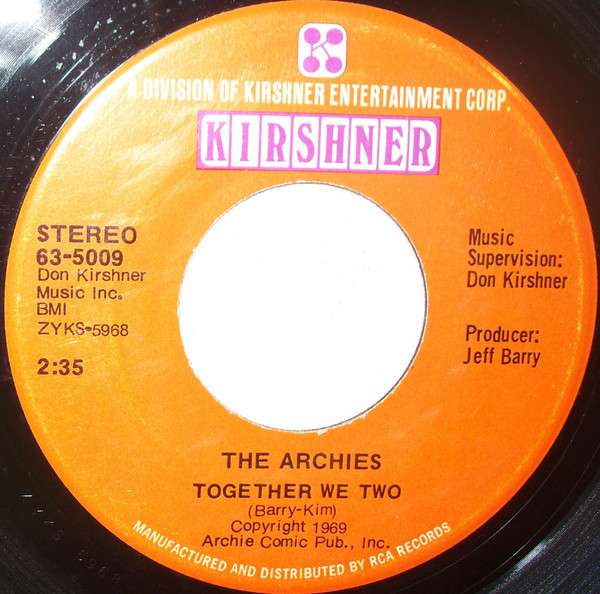 A DIVISION OF KIRSHNER ENTERTAINMENT CORP.
KIRSHNER
STEREO
63-5009
Don Kirshner
Music Inc.
BMI
ZYKS-5968
2:35
Music
Supervision:
Don Kirshner
Producer:
Jeff Barry
THE ARCHIES
TOGETHER WE TWO
(Barry-Kim)
Copyright 1969
Archie Comic Pub., Inc.
MANUFACTURED AND DISTRIBUTED BY RCA RECORDS